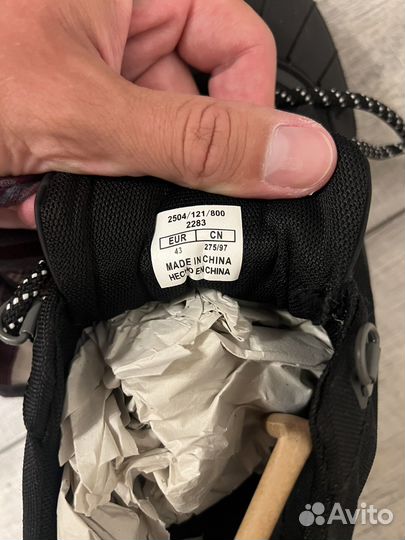 2504/121/800
2283
EUR CN
43 275/97
MADE IN CHINA
HECHO EN CHINA
Avito